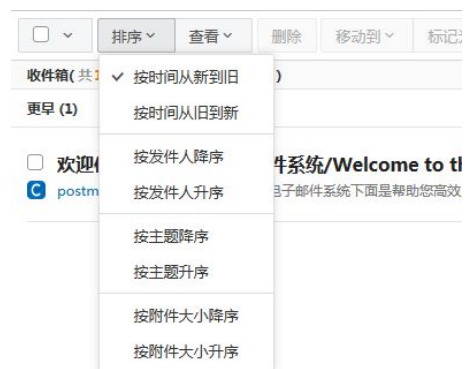 排序 查看 删除 移动到 标记
收件箱(共1 )
更早 (1)
✓ 按时间从新到旧
按时间从旧到新
按发件人降序
按发件人升序
按主题降序
按主题升序
按附件大小降序
按附件大小升序
欢迎 件系统/Welcome to t
C postm 子邮件系统下面是帮助您高效